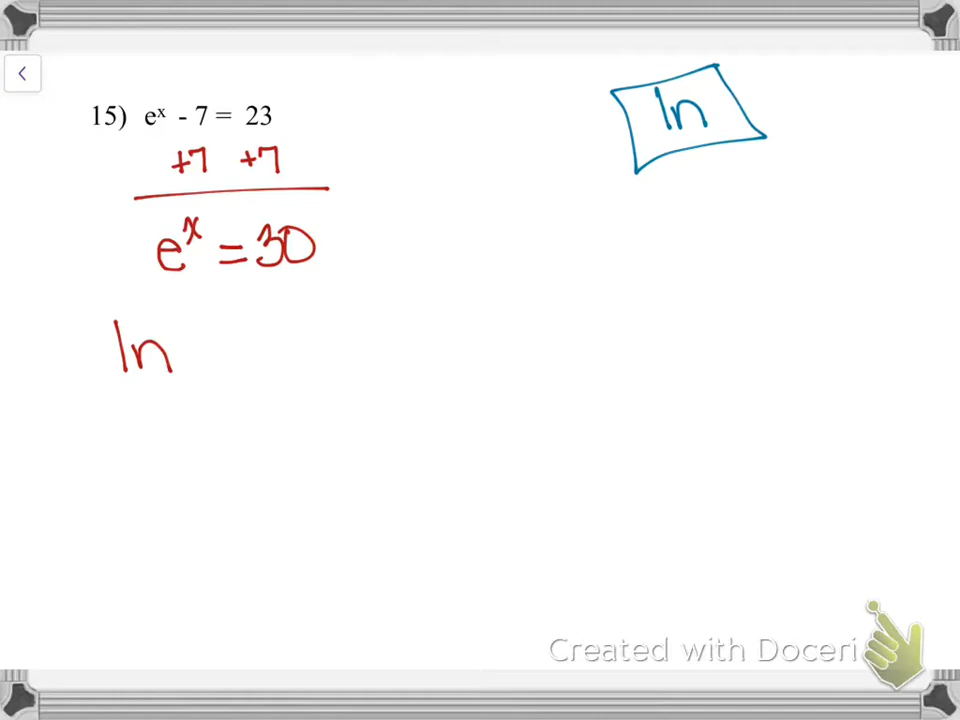 15) eˣ - 7 = 23
ln
+7 +7
eˣ = 30
ln
Created with Doceri